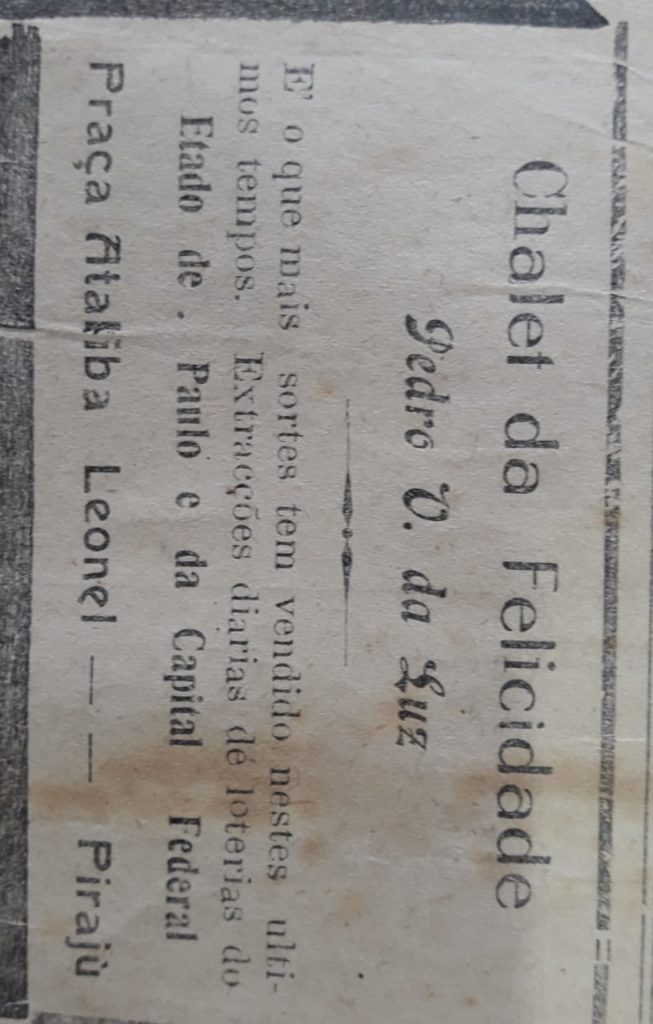 Chalet da Felicidade
Pedro V. da Luz
E' o que mais sortes tem vendido nestes ulti-
mos tempos. Extracções diarias de loterias do
Etado de . Paulo e da Capital Federal
Praça Ataliba Leonel — — Pirajù